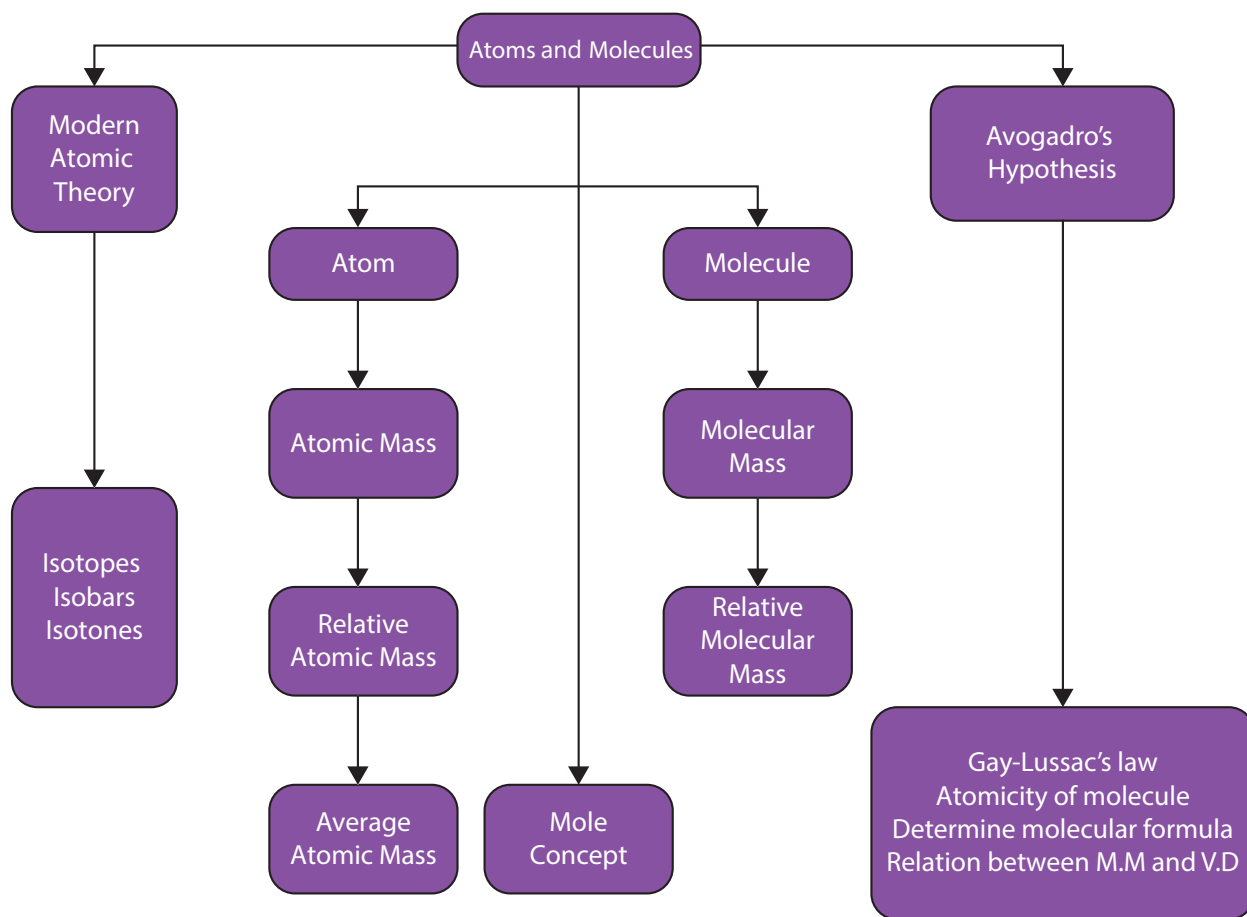 Atoms and Molecules
Modern
Atomic
Theory
Avogadro’s
Hypothesis
Atom
Molecule
Atomic Mass
Molecular
Mass
Isotopes
Isobars
Isotones
Relative
Atomic Mass
Relative
Molecular
Mass
Average
Atomic Mass
Mole
Concept
Gay-Lussac’s law
Atomicity of molecule
Determine molecular formula
Relation between M.M and V.D